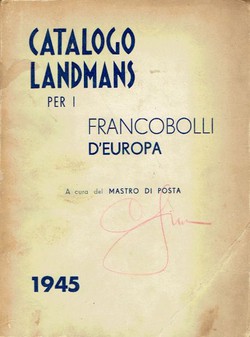 CATALOGO
LANDMANS
PER I
FRANCOBOLLI
D'EUROPA
A cura del MASTRO DI POSTA
1945